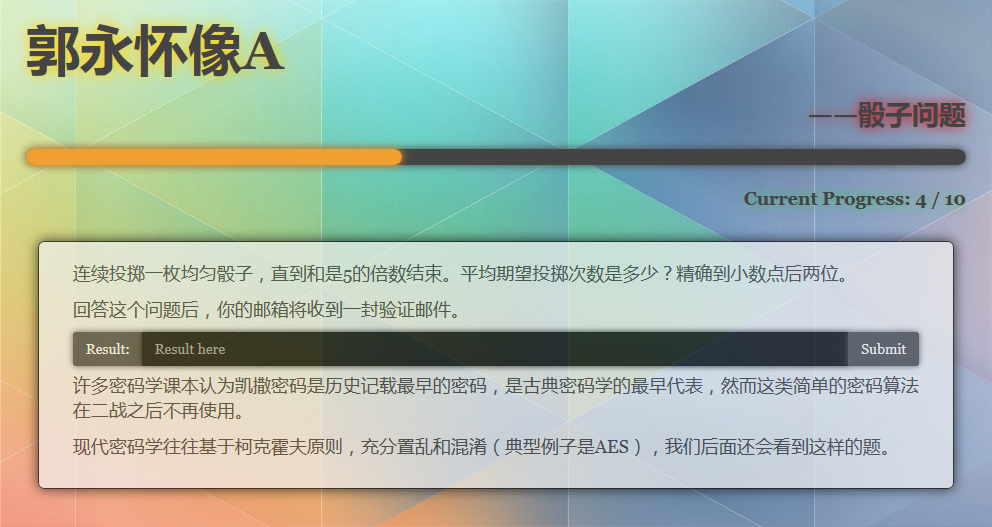 郭永怀像A
——骰子问题
Current Progress: 4 / 10
连续投掷一枚均匀骰子，直到和是5的倍数结束。平均期望投掷次数是多少？精确到小数点后两位。
回答这个问题后，你的邮箱将收到一封验证邮件。
Result: Result here Submit
许多密码学课本认为凯撒密码是历史记载最早的密码，是古典密码学的最早代表，然而这类简单的密码算法
在二战之后不再使用。
现代密码学往往基于柯克霍夫原则，充分置乱和混淆（典型例子是AES），我们后面还会看到这样的题。